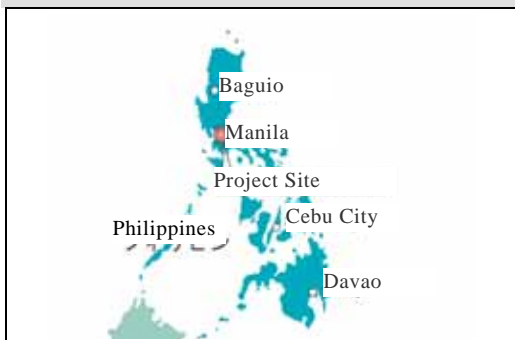 Baguio
Manila
Project Site
Cebu City
Philippines
Davao